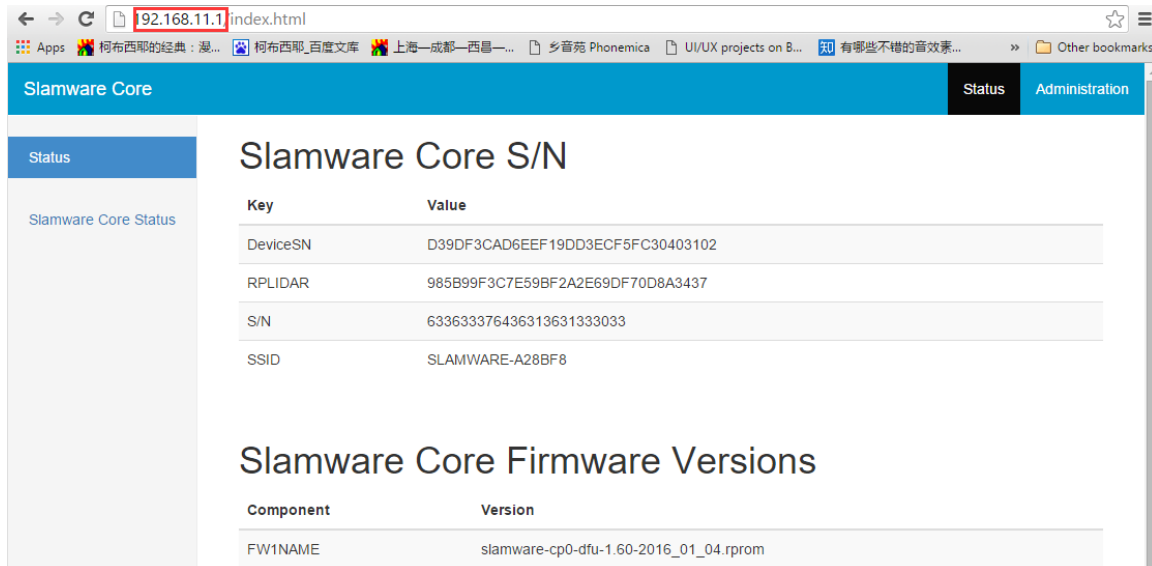 192.168.11.1/index.html
Apps 柯布西耶的经典：漫... 柯布西耶_百度文库 上海—成都—西昌—... 乡音苑 Phonemica UI/UX projects on B... 知 有哪些不错的音效素... » Other bookmarks
Slamware Core Status Administration
Status
Slamware Core Status
Slamware Core S/N
Key Value
DeviceSN D39DF3CAD6EEF19DD3ECF5FC30403102
RPLIDAR 985B99F3C7E59BF2A2E69DF70D8A3437
S/N 633633376436313631333033
SSID SLAMWARE-A28BF8
Slamware Core Firmware Versions
Component Version
FW1NAME slamware-cp0-dfu-1.60-2016_01_04.rprom